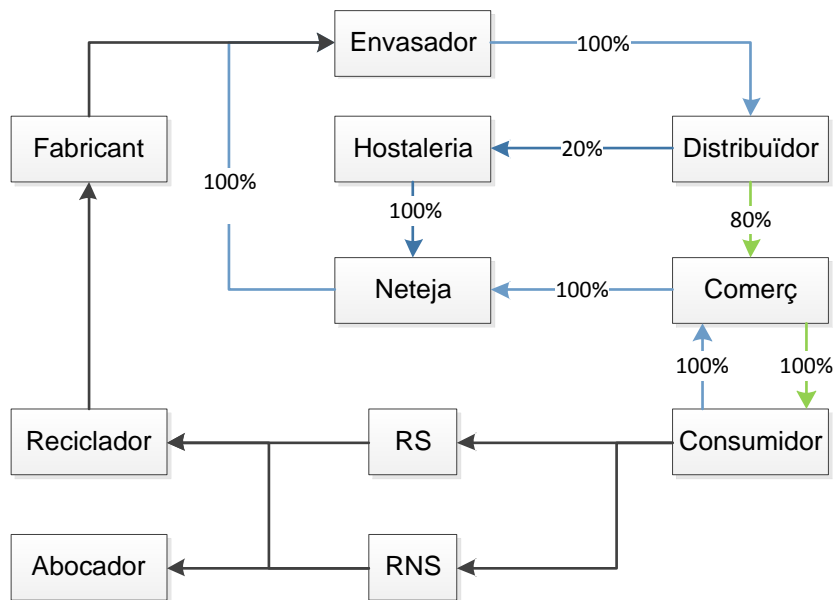 Envasador
100%
Fabricant
Hostaleria
20%
Distribuïdor
100%
100%
80%
Neteja
100%
Comerç
100%
100%
Reciclador
RS
Consumidor
Abocador
RNS